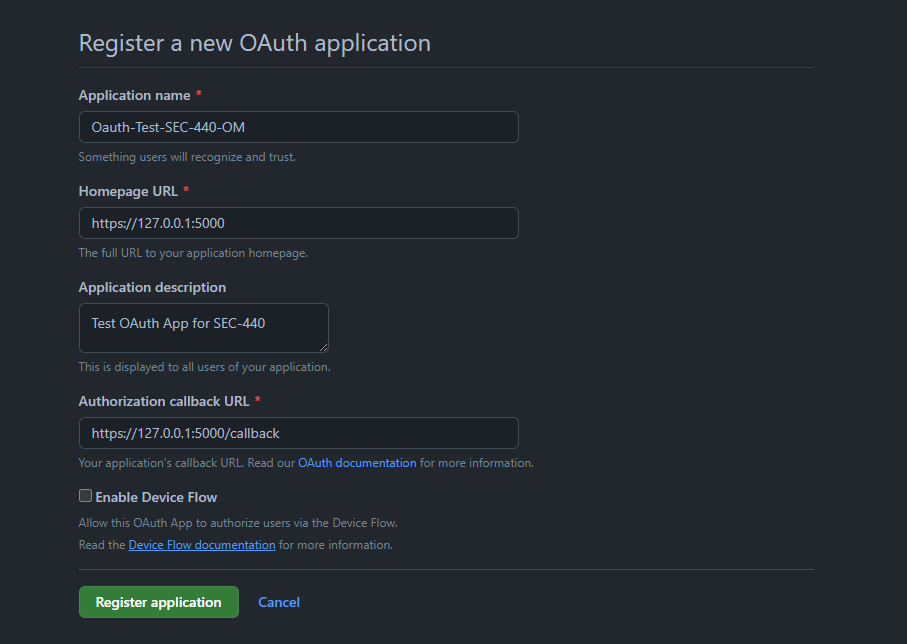 Register a new OAuth application
Application name *
Oauth-Test-SEC-440-OM
Something users will recognize and trust.
Homepage URL *
https://127.0.0.1:5000
The full URL to your application homepage.
Application description
Test OAuth App for SEC-440
This is displayed to all users of your application.
Authorization callback URL *
https://127.0.0.1:5000/callback
Your application's callback URL. Read our OAuth documentation for more information.
Enable Device Flow
Allow this OAuth App to authorize users via the Device Flow.
Read the Device Flow documentation for more information.
Register application Cancel